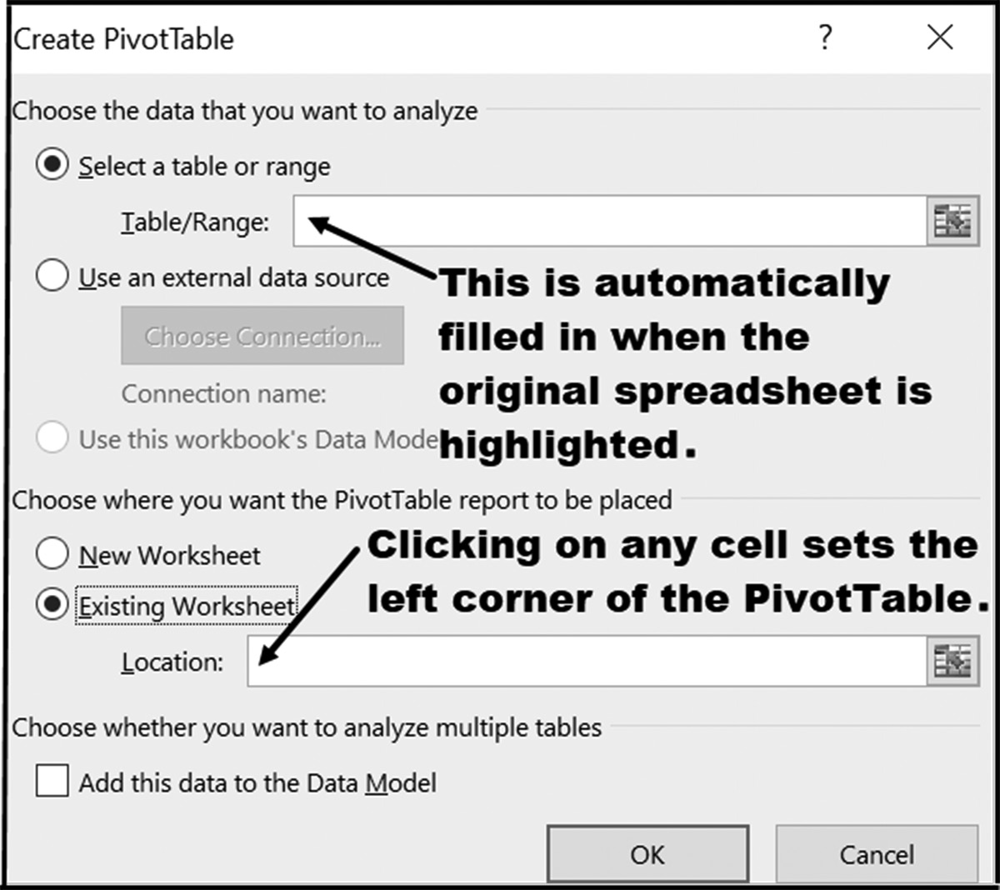 Create PivotTable ?
Choose the data that you want to analyze
Select a table or range
Table/Range:
Use an external data source
Choose Connection...
Connection name:
Use this workbook's Data Model
This is automatically
filled in when the
original spreadsheet is
highlighted.
Choose where you want the PivotTable report to be placed
New Worksheet
Existing Worksheet
Clicking on any cell sets the
left corner of the PivotTable.
Location:
Choose whether you want to analyze multiple tables
Add this data to the Data Model
OK Cancel